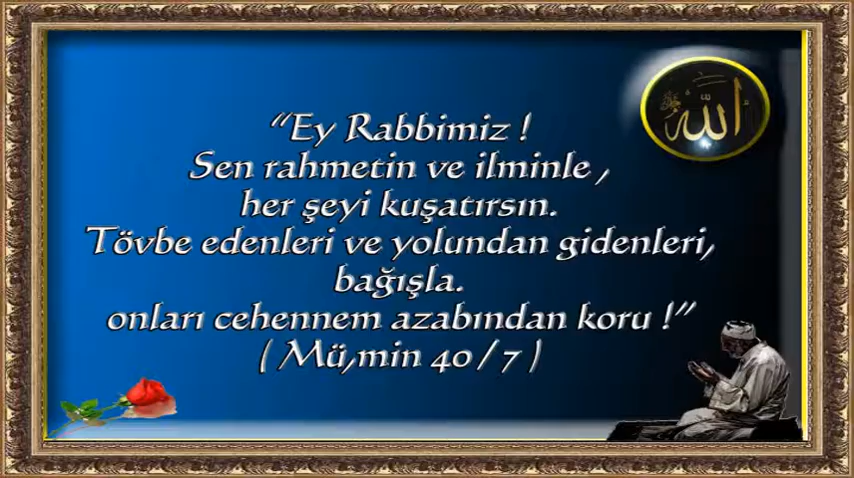 الله
"Ey Rabbimiz !
Sen rahmetin ve ilminle ,
her şeyi kuşatırsın.
Tövbe edenleri ve yolundan gidenleri,
bağışla.
onları cehennem azabından koru !"
( Mü,min 40 / 7 )